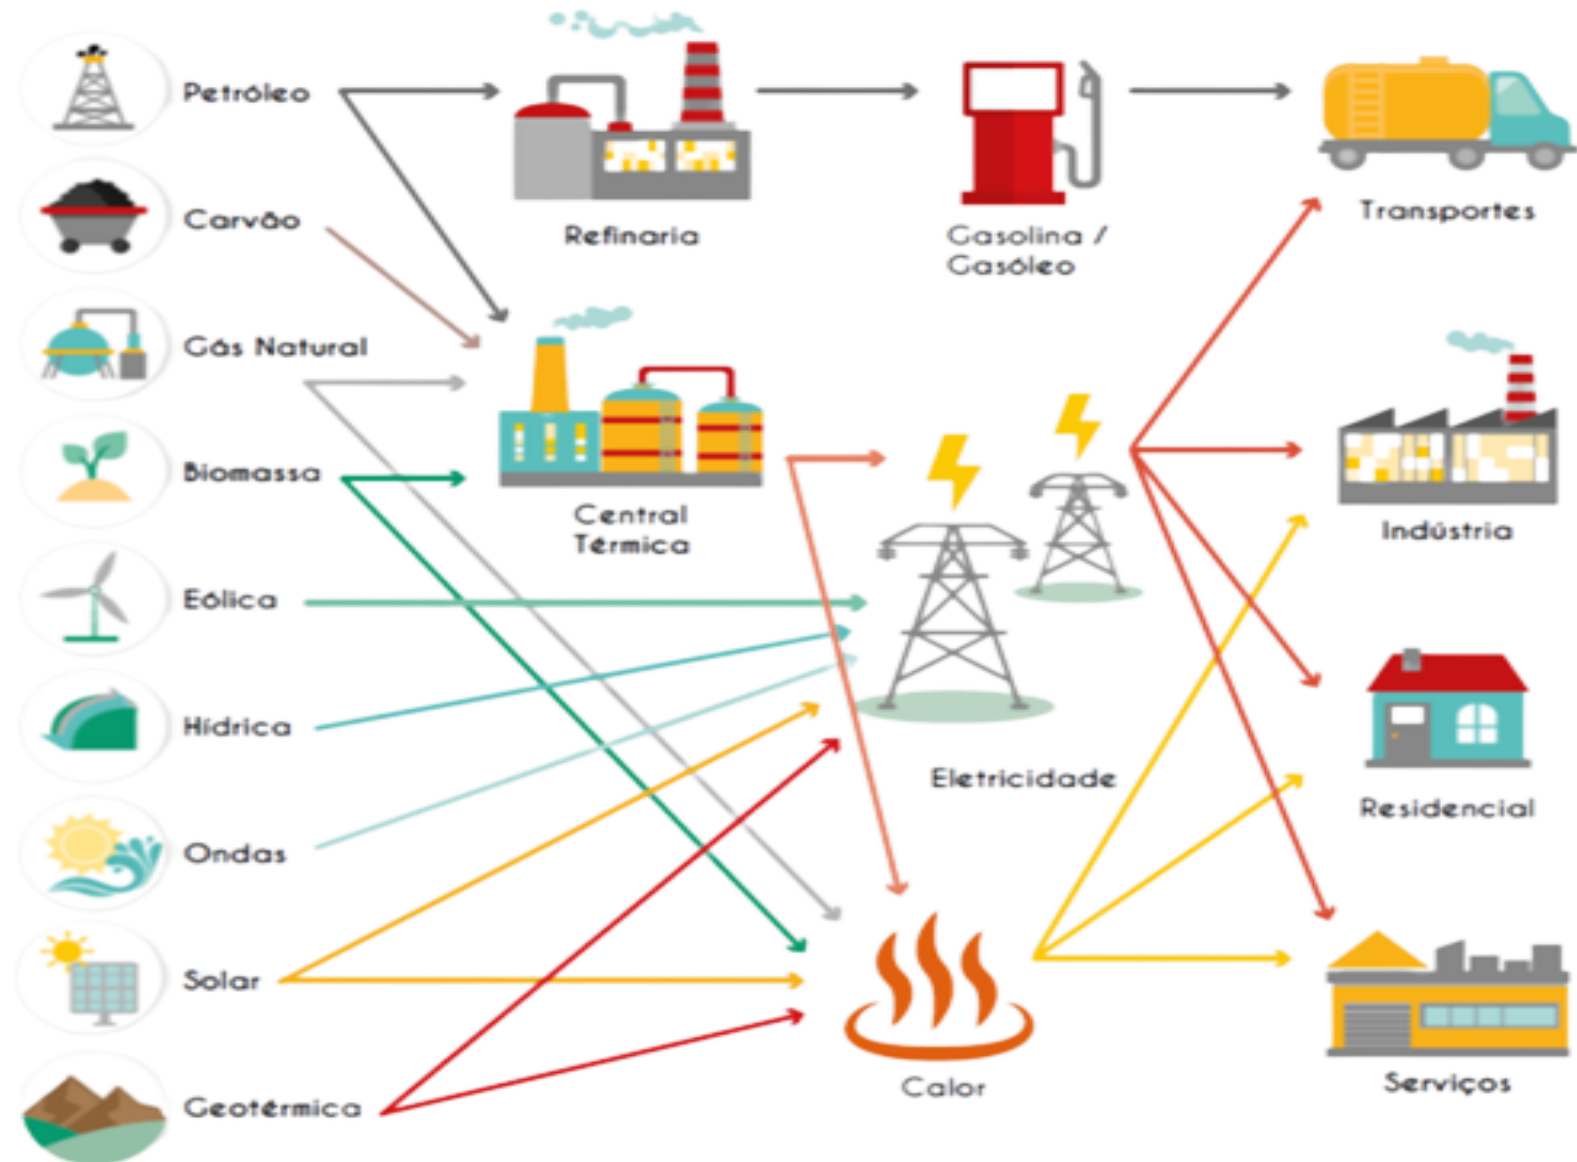 Petróleo
Carvão
Gás Natural
Biomassa
Eólica
Hídrica
Ondas
Solar
Geotérmica
Refinaria
Central
Térmica
Gasolina /
Gasóleo
Eletricidade
Calor
Transportes
Indústria
Residencial
Serviços